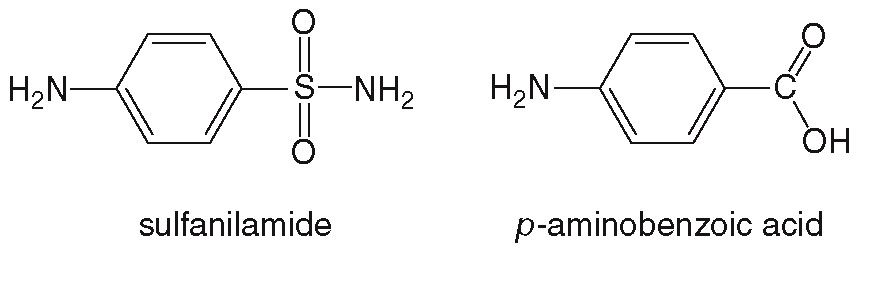 O O
H₂N S NH₂ H₂N C
O OH
sulfanilamide p-aminobenzoic acid